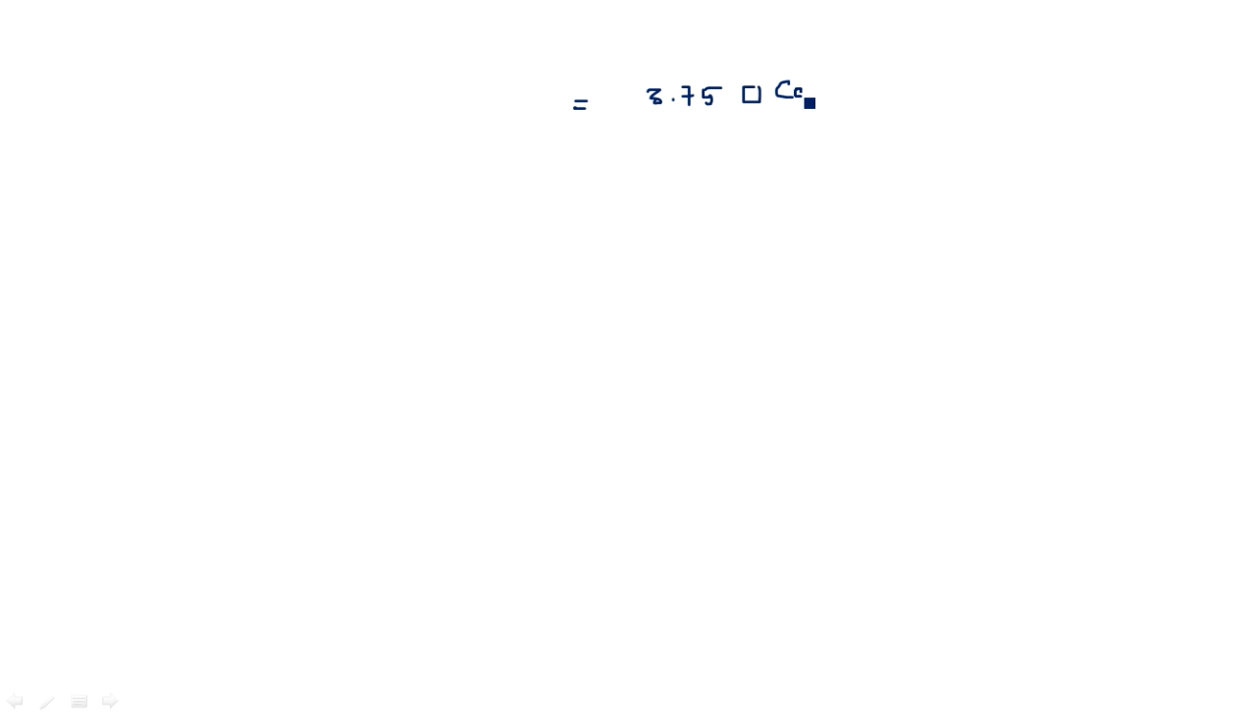 = 3.75 □ Cc